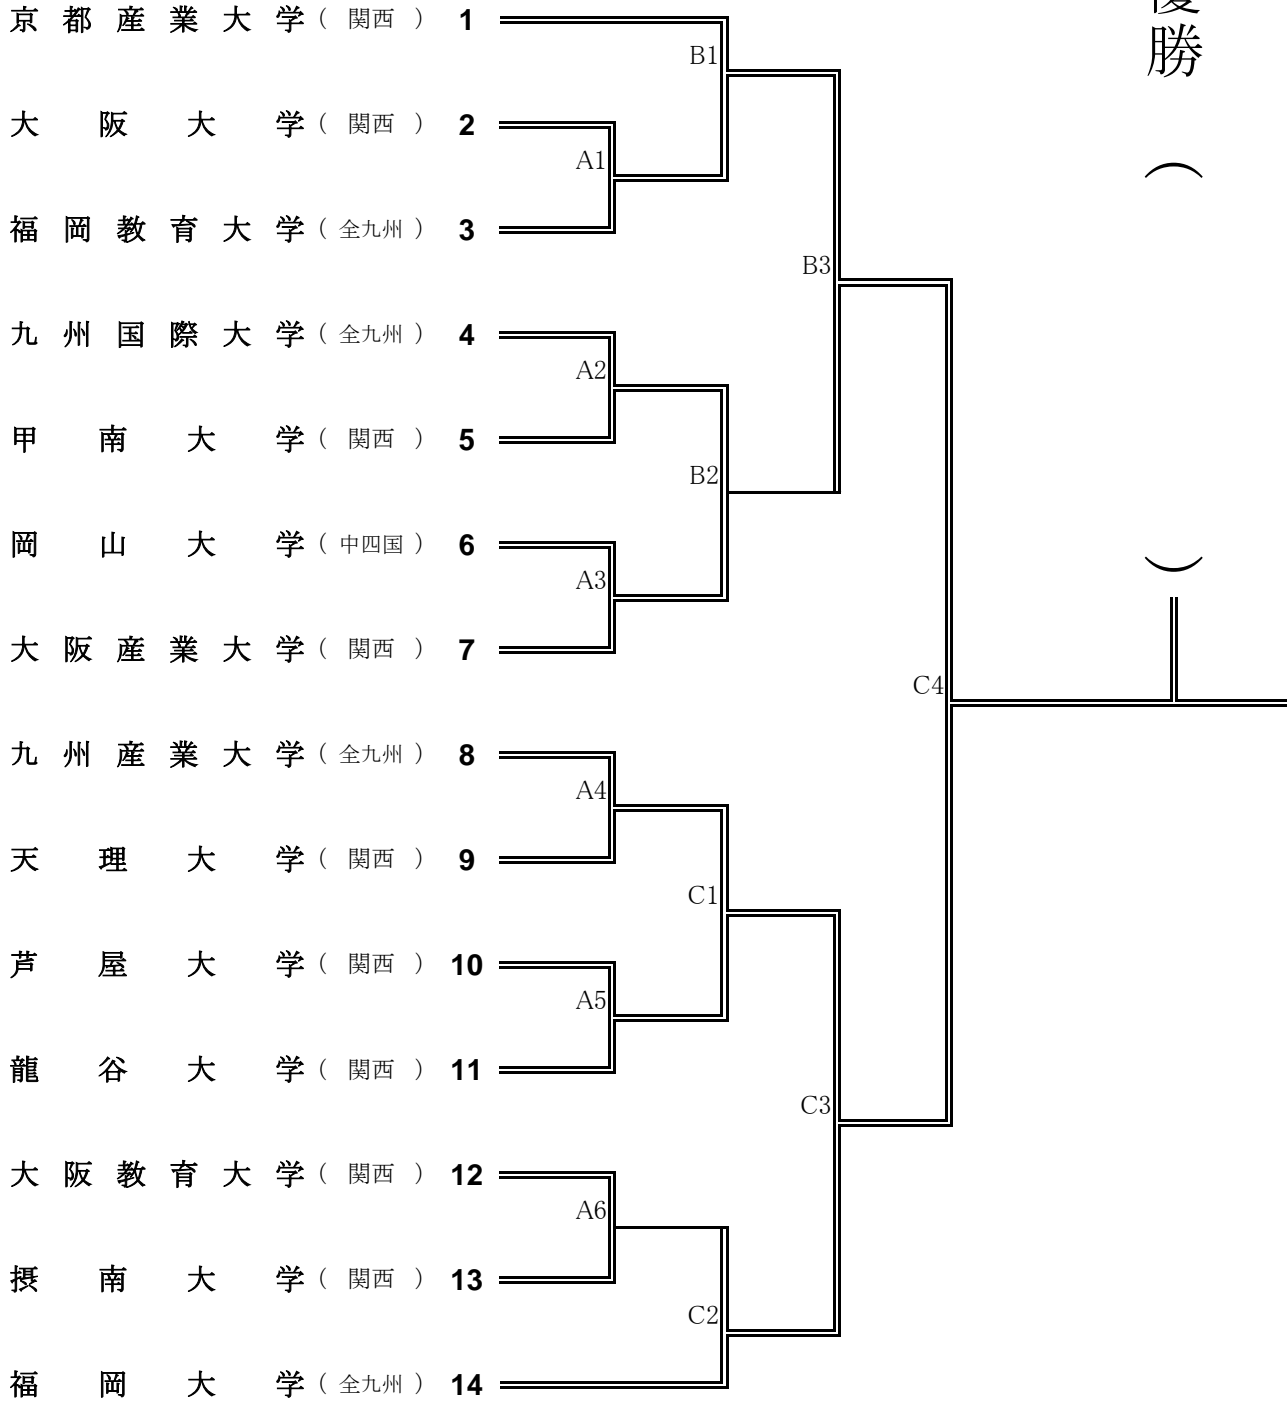 優勝（　　　）
京都産業大学（関西）1
B1
大阪大学（関西）2
A1
福岡教育大学（全九州）3
B3
九州国際大学（全九州）4
A2
甲南大学（関西）5
B2
岡山大学（中四国）6
A3
大阪産業大学（関西）7
C4
九州産業大学（全九州）8
A4
天理大学（関西）9
C1
芦屋大学（関西）10
A5
龍谷大学（関西）11
C3
大阪教育大学（関西）12
A6
摂南大学（関西）13
C2
福岡大学（全九州）14